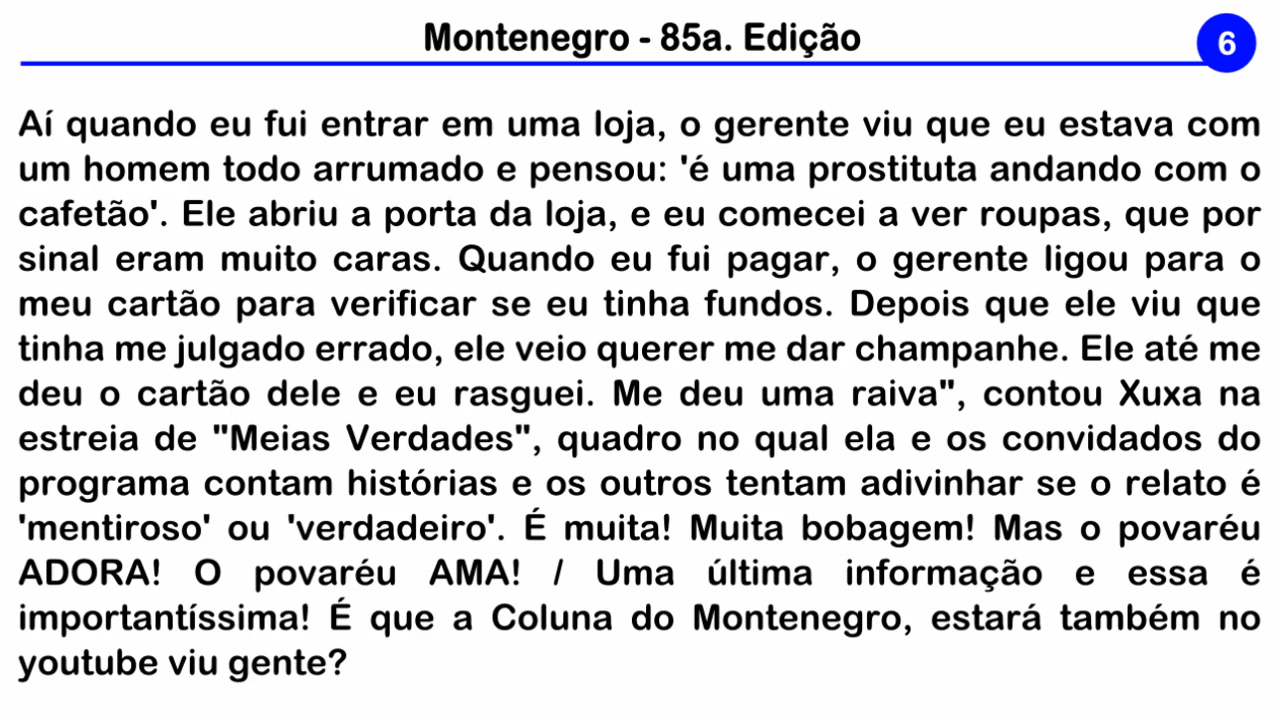 Montenegro - 85a. Edição
6
Aí quando eu fui entrar em uma loja, o gerente viu que eu estava com
um homem todo arrumado e pensou: 'é uma prostituta andando com o
cafetão'. Ele abriu a porta da loja, e eu comecei a ver roupas, que por
sinal eram muito caras. Quando eu fui pagar, o gerente ligou para o
meu cartão para verificar se eu tinha fundos. Depois que ele viu que
tinha me julgado errado, ele veio querer me dar champanhe. Ele até me
deu o cartão dele e eu rasguei. Me deu uma raiva", contou Xuxa na
estreia de "Meias Verdades", quadro no qual ela e os convidados do
programa contam histórias e os outros tentam adivinhar se o relato é
'mentiroso' ou 'verdadeiro'. É muita! Muita bobagem! Mas o povaréu
ADORA! O povaréu AMA! / Uma última informação e essa é
importantíssima! É que a Coluna do Montenegro, estará também no
youtube viu gente?